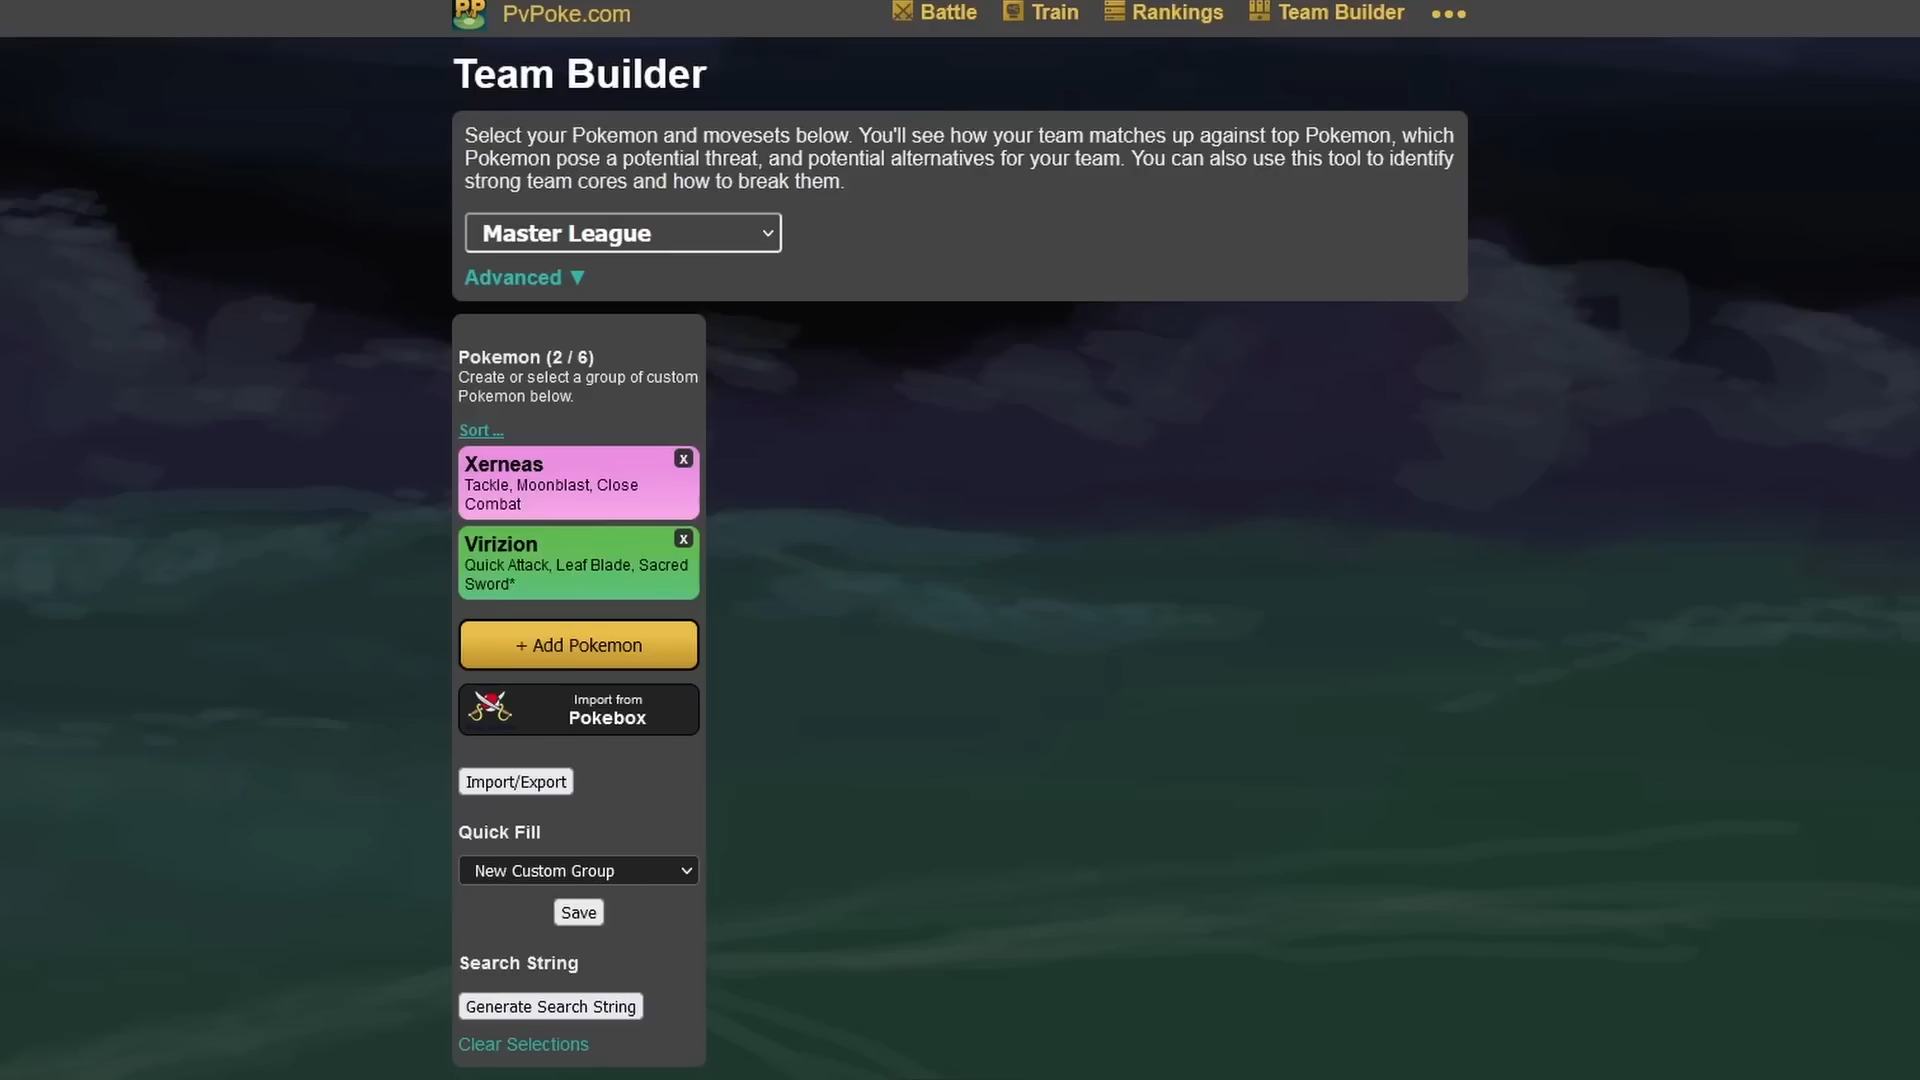 PP PvPoke.com Battle Train Rankings Team Builder
Team Builder
Select your Pokemon and movesets below. You'll see how your team matches up against top Pokemon, which
Pokemon pose a potential threat, and potential alternatives for your team. You can also use this tool to identify
strong team cores and how to break them.
Master League
Advanced ▼
Pokemon (2 / 6)
Create or select a group of custom
Pokemon below.
Sort ...
Xerneas x
Tackle, Moonblast, Close
Combat
Virizion x
Quick Attack, Leaf Blade, Sacred
Sword*
+ Add Pokemon
Import from
Pokebox
Import/Export
Quick Fill
New Custom Group
Save
Search String
Generate Search String
Clear Selections